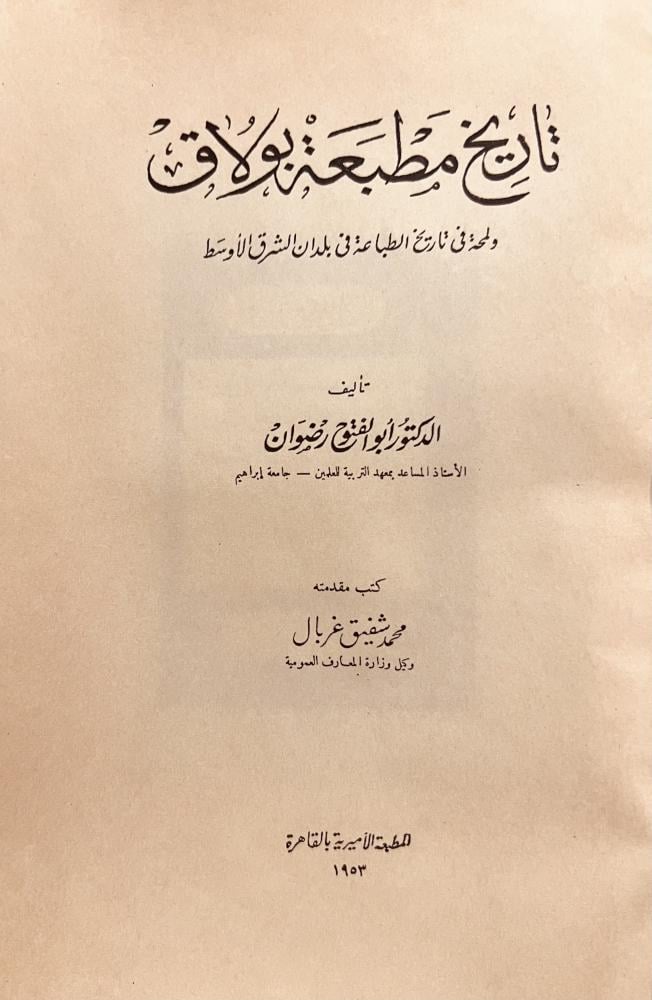 تاريخ مطبعة بولاق
ولمحة في تاريخ الطباعة في بلدان الشرق الأوسط
تأليف
الدكتور أبو الفتوح رضوان
الأستاذ المساعد بمعهد التربية للمعلمين — جامعة إبراهيم
كتب مقدمته
محمد شفيق غربال
وكيل وزارة المعارف العمومية
المطبعة الأميرية بالقاهرة
١٩٥٣